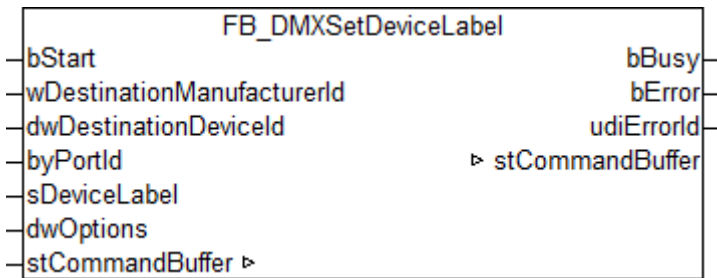 FB_DMXSetDeviceLabel
bStart bBusy
wDestinationManufacturerId bError
dwDestinationDeviceId udiErrorId
byPortId ▹ stCommandBuffer
sDeviceLabel
dwOptions
stCommandBuffer ▹